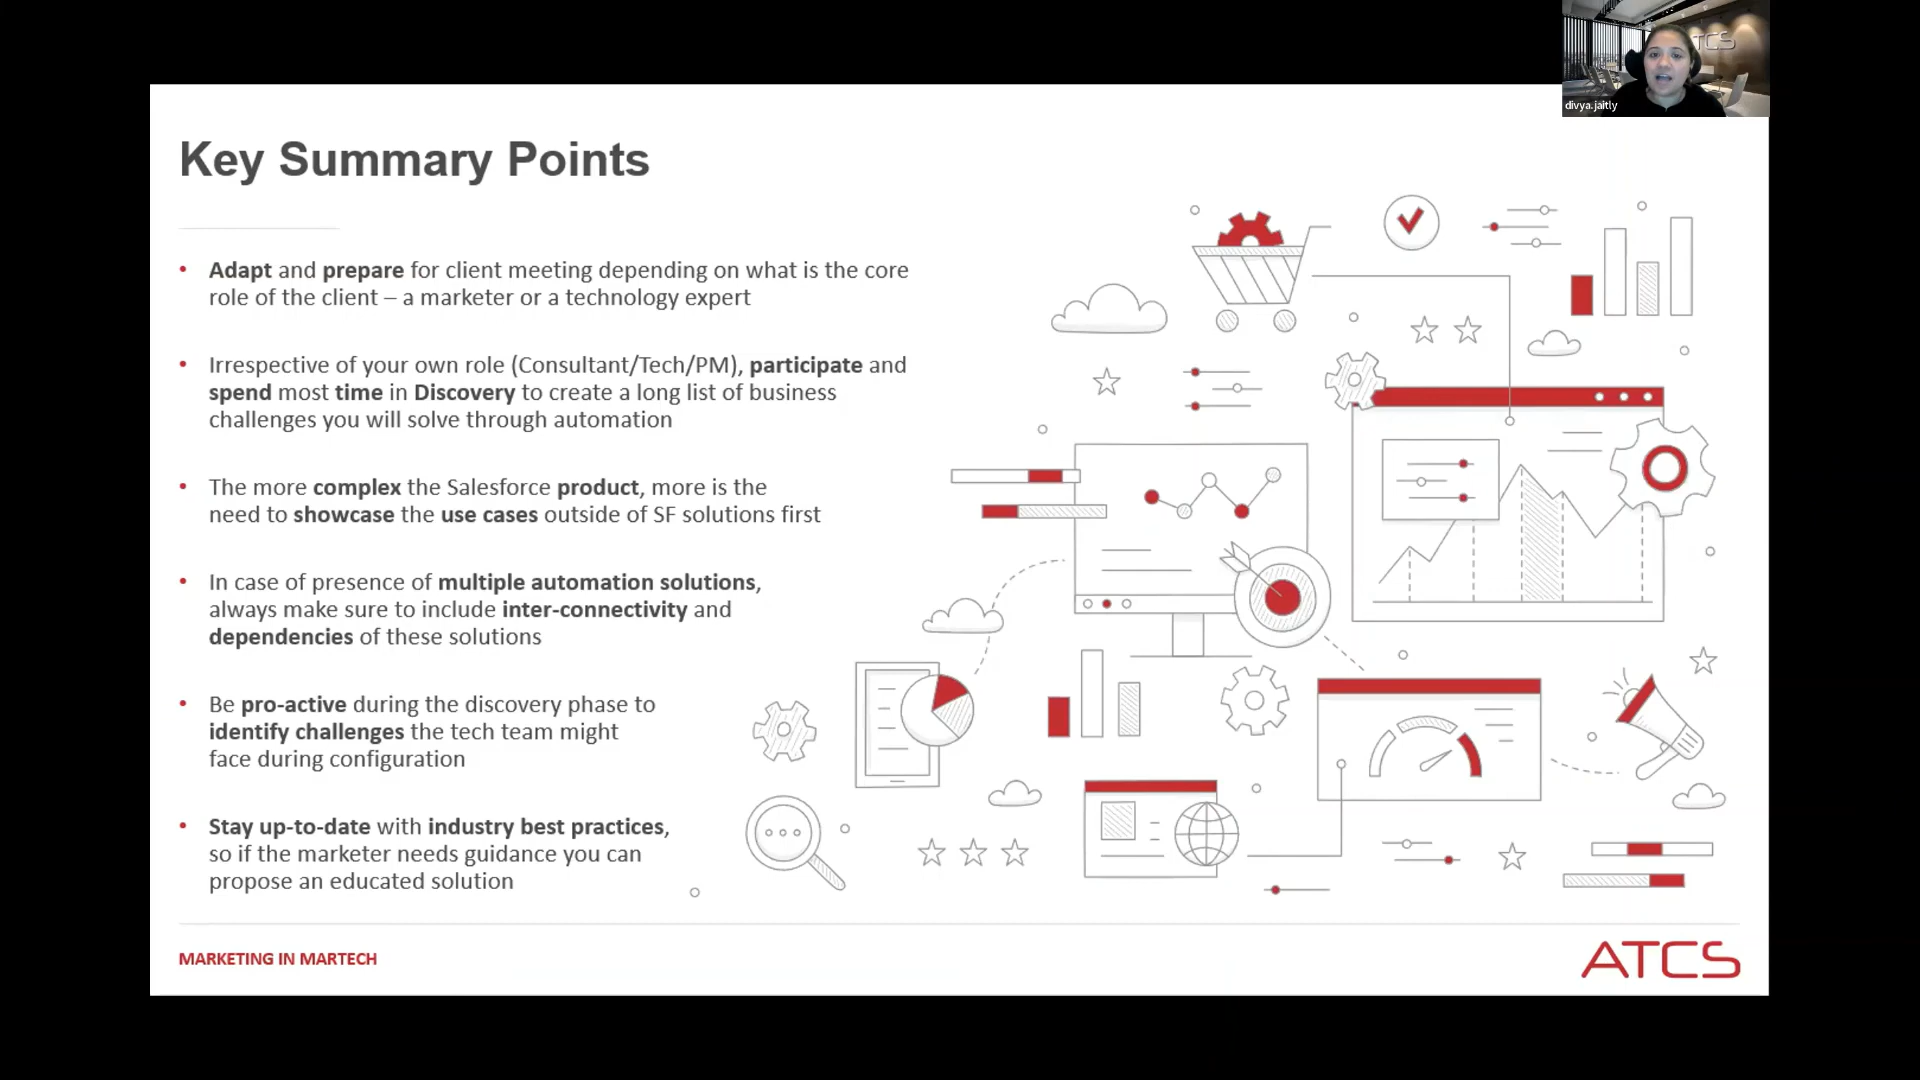 ATCS
divya.jaitly
Key Summary Points
• Adapt and prepare for client meeting depending on what is the core
role of the client – a marketer or a technology expert
• Irrespective of your own role (Consultant/Tech/PM), participate and
spend most time in Discovery to create a long list of business
challenges you will solve through automation
• The more complex the Salesforce product, more is the
need to showcase the use cases outside of SF solutions first
• In case of presence of multiple automation solutions,
always make sure to include inter-connectivity and
dependencies of these solutions
• Be pro-active during the discovery phase to
identify challenges the tech team might
face during configuration
• Stay up-to-date with industry best practices,
so if the marketer needs guidance you can
propose an educated solution
MARKETING IN MARTECH
ATCS